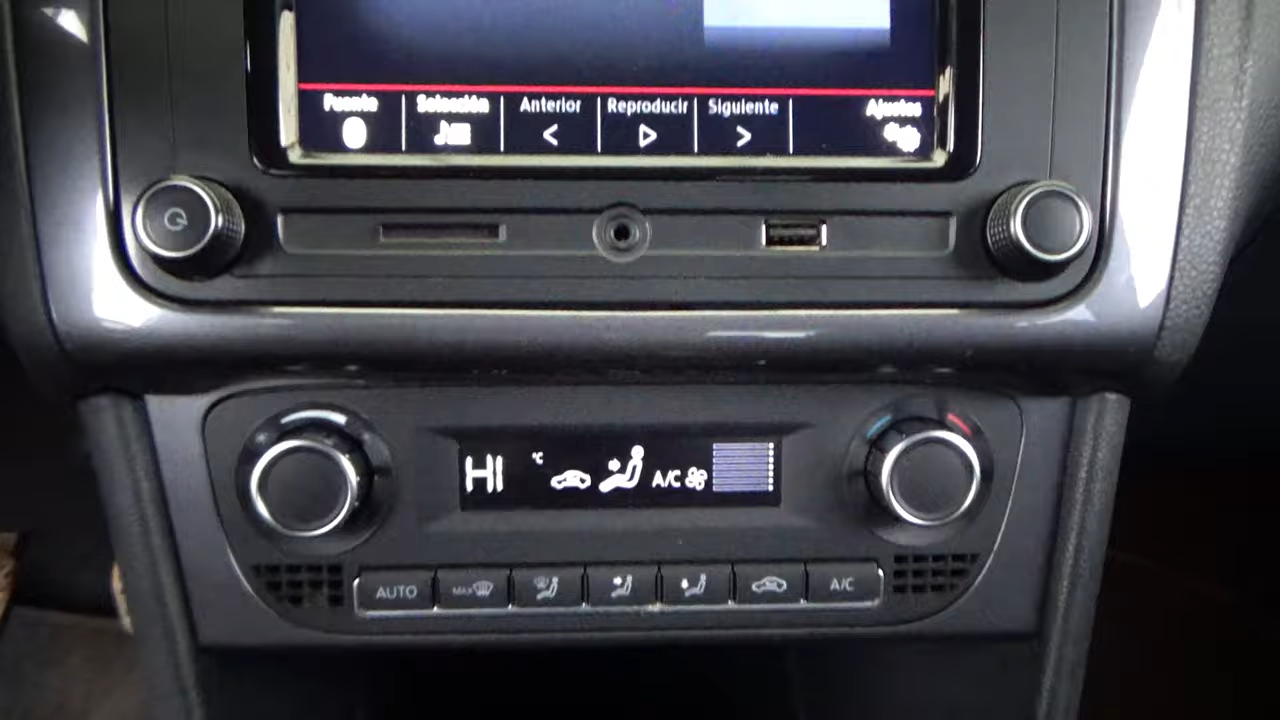 Fuente Selección Anterior Reproducir Siguiente Ajustes
HI °C A/C
AUTO MAX A/C